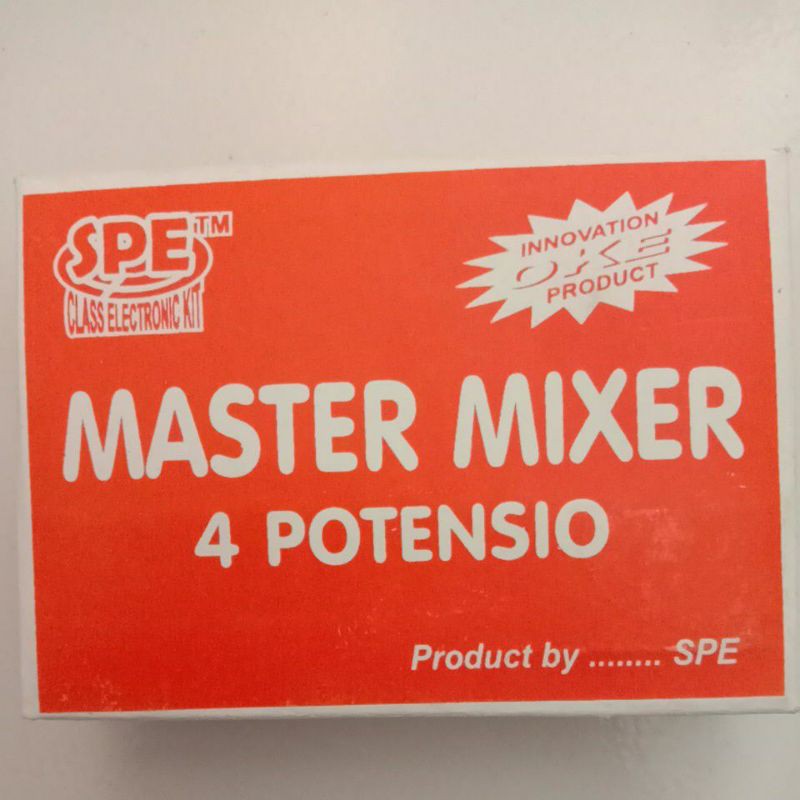 SPE™
CLASS ELECTRONIC KIT
INNOVATION
OKE
PRODUCT
MASTER MIXER
4 POTENSIO
Product by ........ SPE